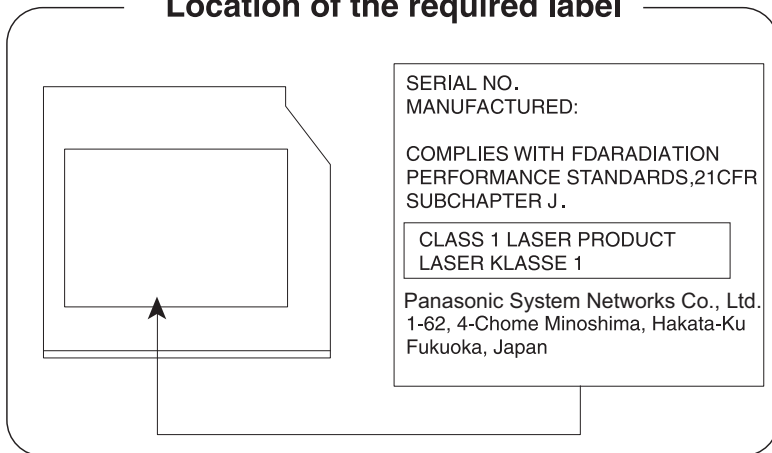 Location of the required label
SERIAL NO.
MANUFACTURED:
COMPLIES WITH FDARADIATION
PERFORMANCE STANDARDS,21CFR
SUBCHAPTER J.
CLASS 1 LASER PRODUCT
LASER KLASSE 1
Panasonic System Networks Co., Ltd.
1-62, 4-Chome Minoshima, Hakata-Ku
Fukuoka, Japan